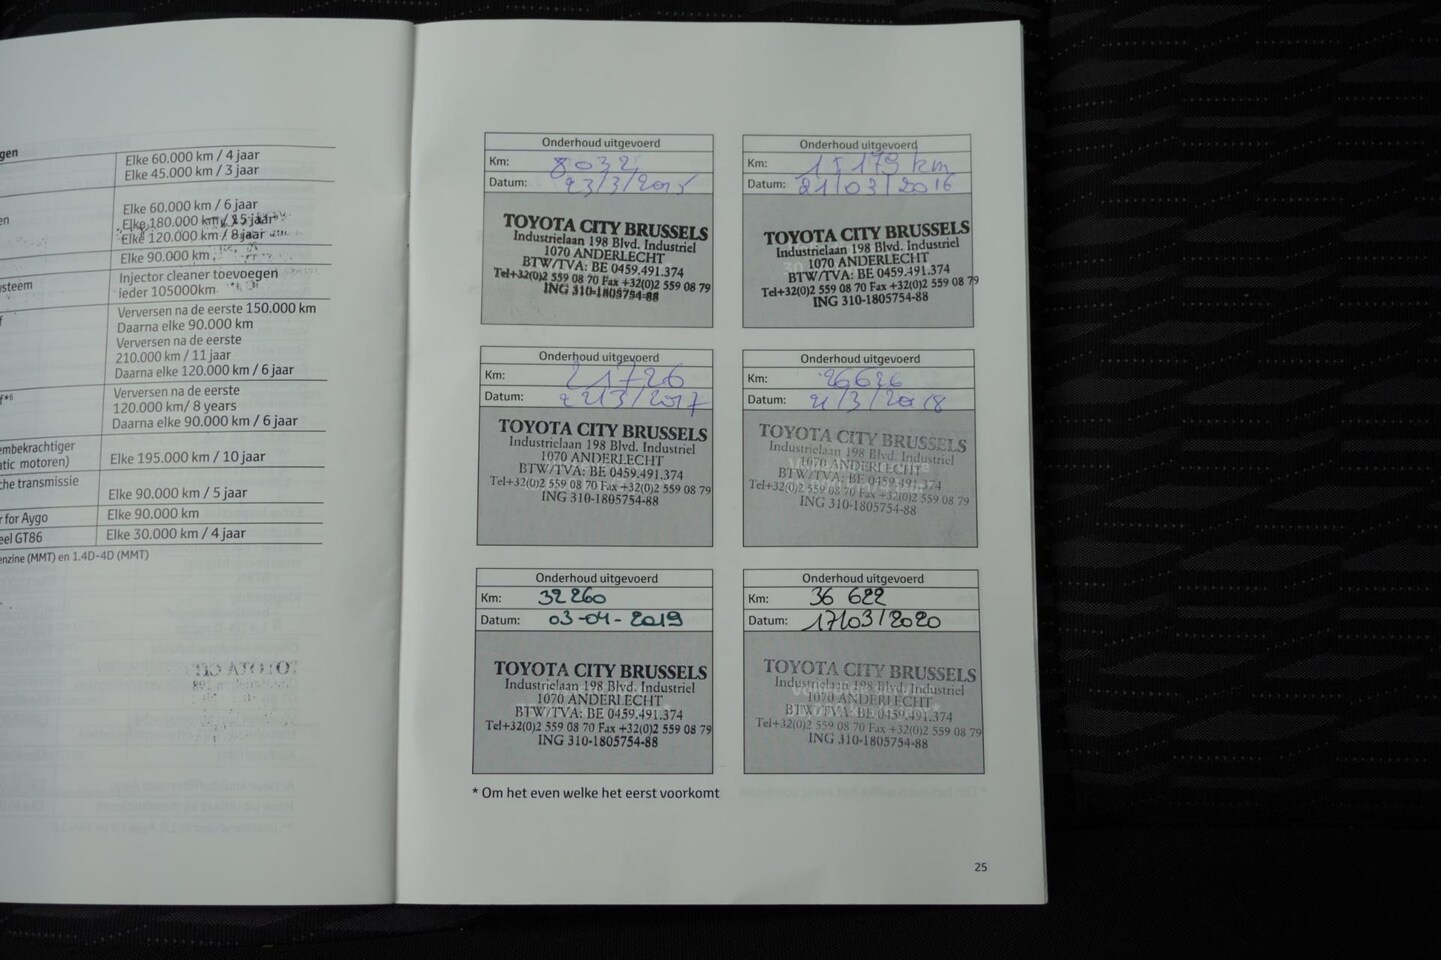 gen
Elke 60.000 km / 4 jaar
Elke 45.000 km / 3 jaar
en
Elke 60.000 km / 6 jaar
Elke 180.000 km / 15 jaar
Elke 120.000 km / 8 jaar
Elke 90.000 km
ysteem
Injector cleaner toevoegen
ieder 105000km
f
Verversen na de eerste 150.000 km
Daarna elke 90.000 km
Verversen na de eerste
210.000 km / 11 jaar
Daarna elke 120.000 km / 6 jaar
Verversen na de eerste
120.000 km/ 8 years
Daarna elke 90.000 km / 6 jaar
embekrachtiger
atic motoren)
Elke 195.000 km / 10 jaar
che transmissie
Elke 90.000 km / 5 jaar
r for Aygo
Elke 90.000 km
eel GT86
Elke 30.000 km / 4 jaar
enzine (MMT) en 1.4D-4D (MMT)
Onderhoud uitgevoerd
Km: 8032
Datum: 23/3/2015
TOYOTA CITY BRUSSELS
Industrielaan 198 Blvd. Industriel
1070 ANDERLECHT
BTW/TVA: BE 0459.491.374
Tel+32(0)2 559 08 70 Fax +32(0)2 559 08 79
ING 310-1805754-88
Onderhoud uitgevoerd
Km: 15179 km
Datum: 21/03/2016
TOYOTA CITY BRUSSELS
Industrielaan 198 Blvd. Industriel
1070 ANDERLECHT
BTW/TVA: BE 0459.491.374
Tel+32(0)2 559 08 70 Fax +32(0)2 559 08 79
ING 310-1805754-88
Onderhoud uitgevoerd
Km: 21726
Datum: 22/3/2017
TOYOTA CITY BRUSSELS
Industrielaan 198 Blvd. Industriel
1070 ANDERLECHT
BTW/TVA: BE 0459.491.374
Tel+32(0)2 559 08 70 Fax +32(0)2 559 08 79
ING 310-1805754-88
Onderhoud uitgevoerd
Km: 26626
Datum: 21/3/2018
TOYOTA CITY BRUSSELS
Industrielaan 198 Blvd. Industriel
1070 ANDERLECHT
BTW/TVA: BE 0459.491.374
Tel+32(0)2 559 08 70 Fax +32(0)2 559 08 79
ING 310-1805754-88
Onderhoud uitgevoerd
Km: 32260
Datum: 03-04-2019
TOYOTA CITY BRUSSELS
Industrielaan 198 Blvd. Industriel
1070 ANDERLECHT
BTW/TVA: BE 0459.491.374
Tel+32(0)2 559 08 70 Fax +32(0)2 559 08 79
ING 310-1805754-88
Onderhoud uitgevoerd
Km: 36 622
Datum: 17/03/2020
TOYOTA CITY BRUSSELS
Industrielaan 198 Blvd. Industriel
1070 ANDERLECHT
BTW/TVA: BE 0459.491.374
Tel+32(0)2 559 08 70 Fax +32(0)2 559 08 79
ING 310-1805754-88
* Om het even welke het eerst voorkomt
25